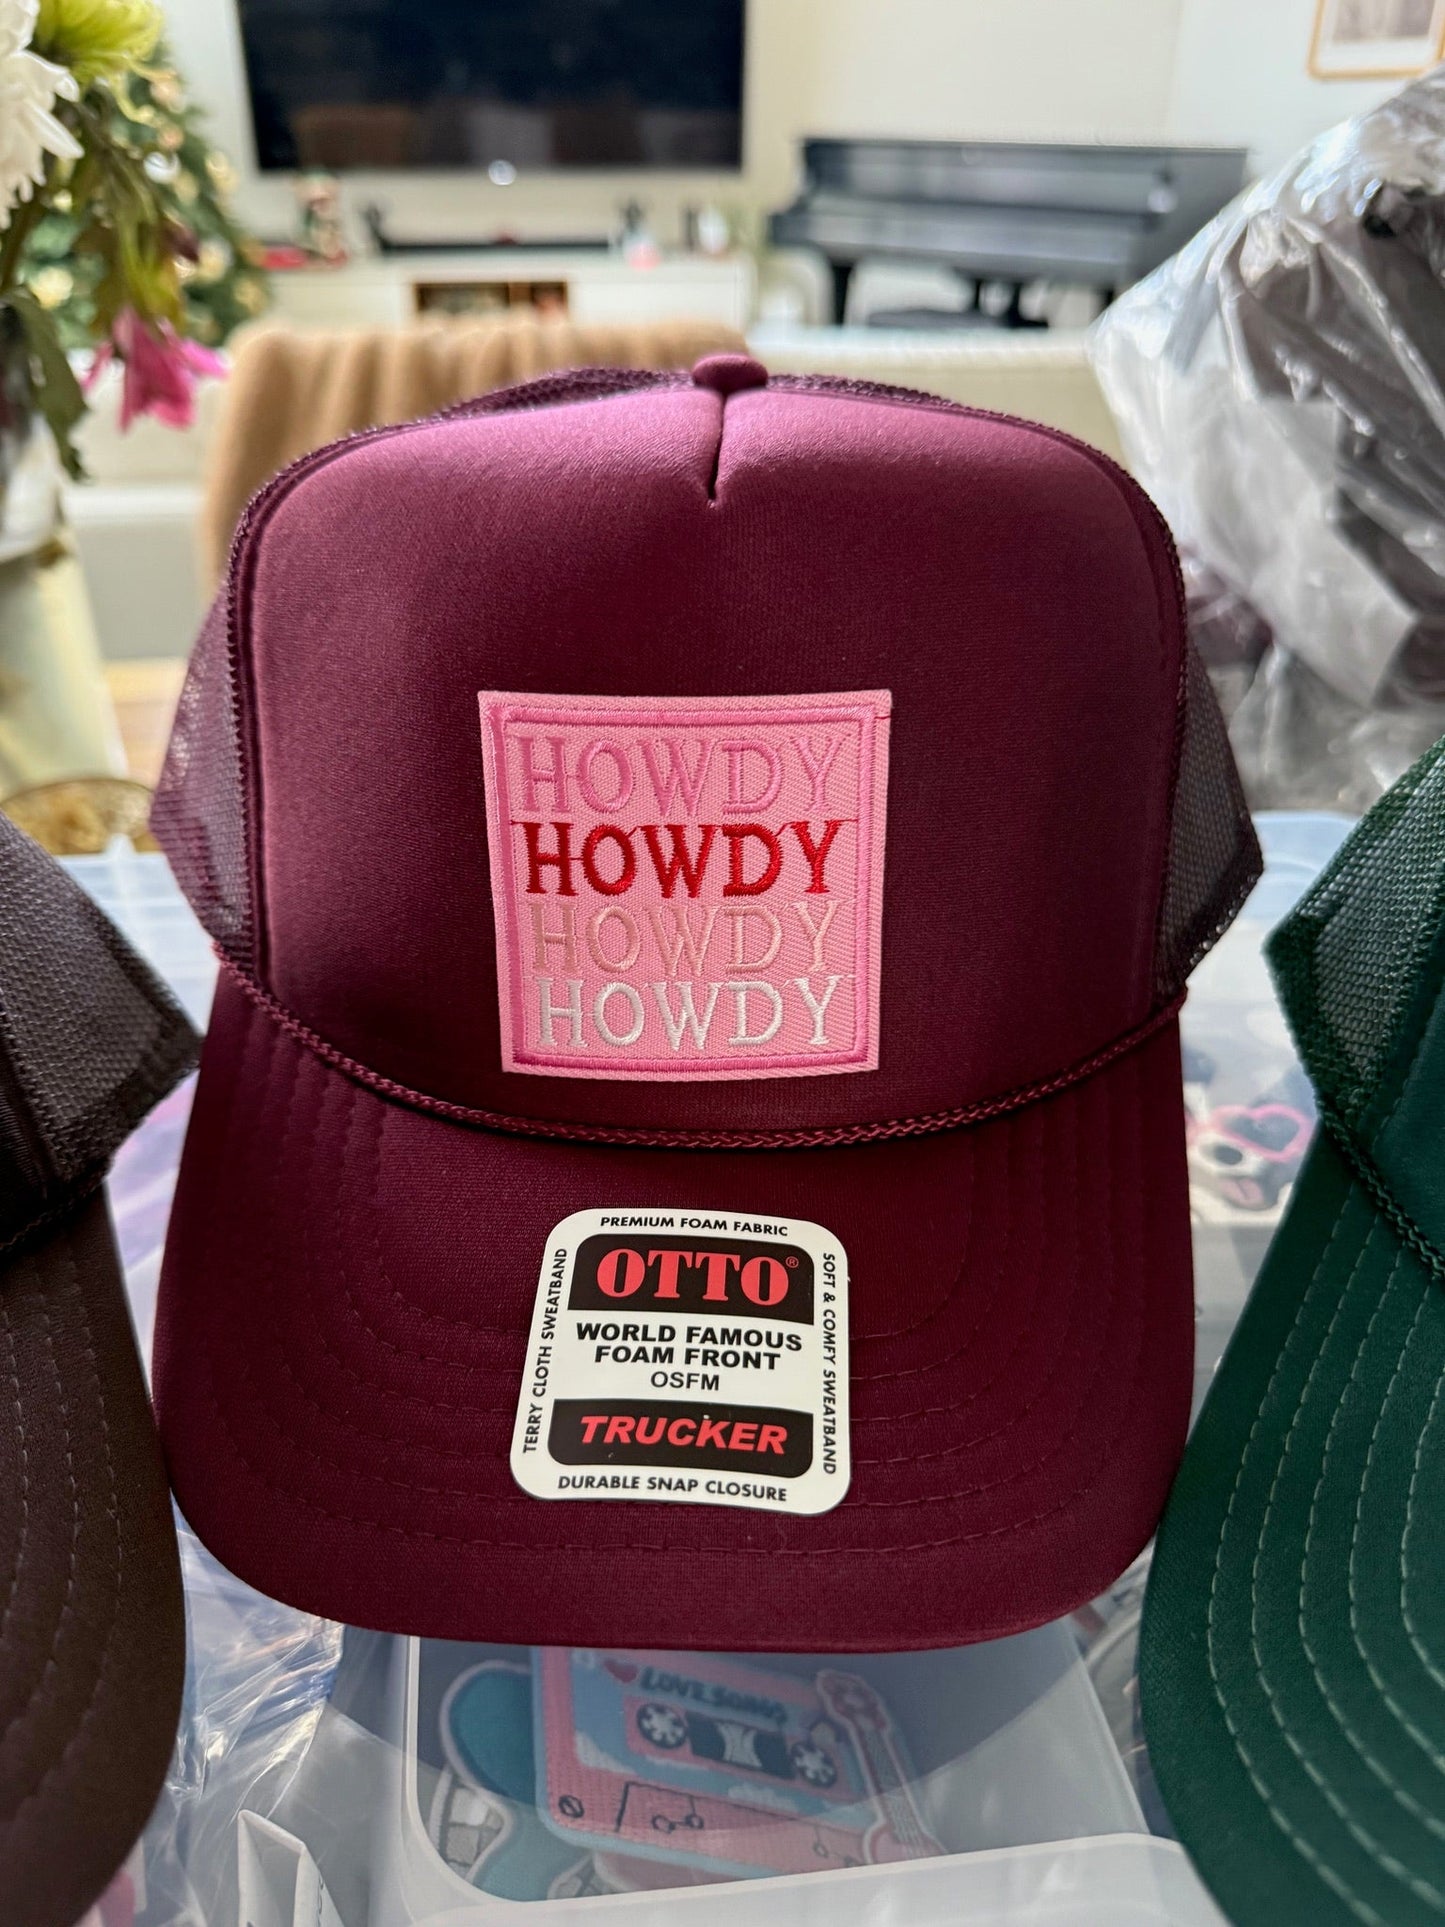 HOWDY
HOWDY
HOWDY
HOWDY
PREMIUM FOAM FABRIC
OTTO®
WORLD FAMOUS
FOAM FRONT
OSFM
TRUCKER
DURABLE SNAP CLOSURE
TERRY CLOTH SWEATBAND
SOFT & COMFY SWEATBAND
LOVE SONGS